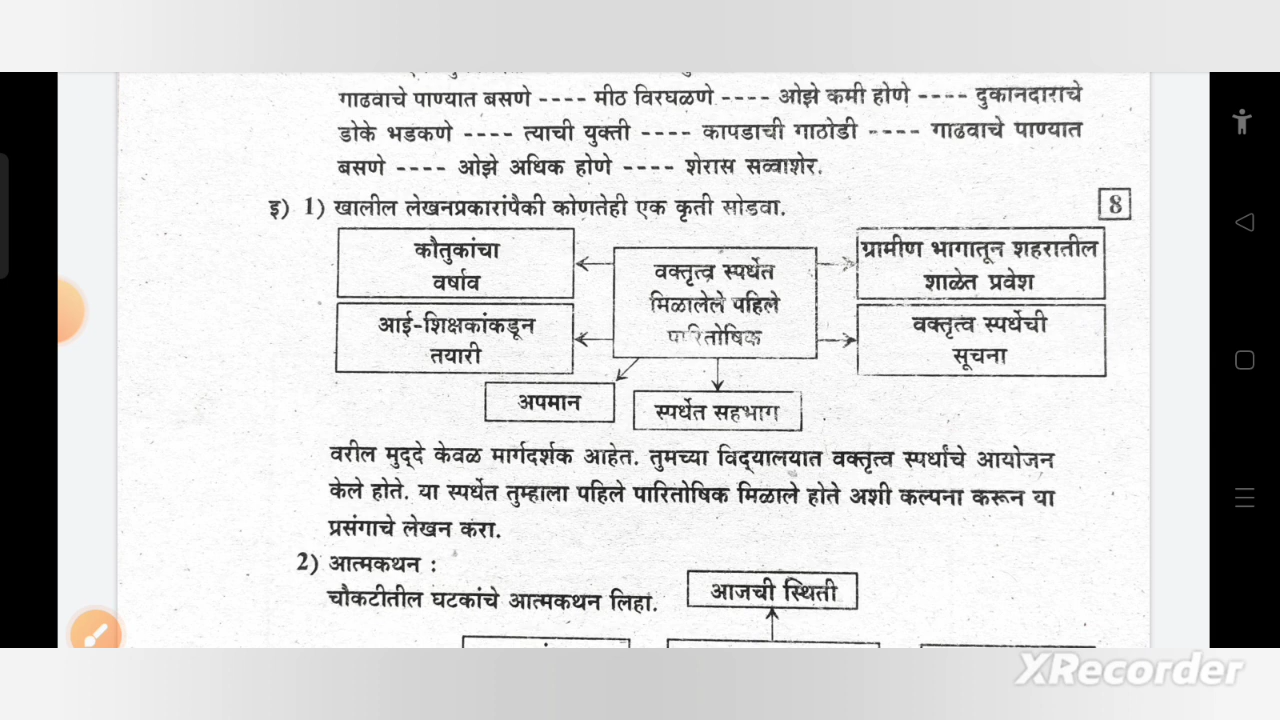 गाढवाचे पाण्यात बसणे ---- मीठ विरघळणे ---- ओझे कमी होणे ---- दुकानदाराचे
डोके भडकणे ---- त्याची युक्ती ---- कापडाची गाठोडी ---- गाढवाचे पाण्यात
बसणे ---- ओझे अधिक होणे ---- शेरास सव्वाशेर.
इ) 1) खालील लेखनप्रकारांपैकी कोणतेही एक कृती सोडवा. 8
कौतुकांचा
वर्षाव
वक्तृत्व स्पर्धेत
मिळालेले पहिले
पारितोषिक
ग्रामीण भागातून शहरातील
शाळेत प्रवेश
आई-शिक्षकांकडून
तयारी
वक्तृत्व स्पर्धेची
सूचना
अपमान
स्पर्धेत सहभाग
वरील मुद्दे केवळ मार्गदर्शक आहेत. तुमच्या विद्यालयात वक्तृत्व स्पर्धांचे आयोजन
केले होते. या स्पर्धेत तुम्हाला पहिले पारितोषिक मिळाले होते अशी कल्पना करून या
प्रसंगाचे लेखन करा.
2) आत्मकथन :
चौकटीतील घटकांचे आत्मकथन लिहा.
आजची स्थिती
XRecorder